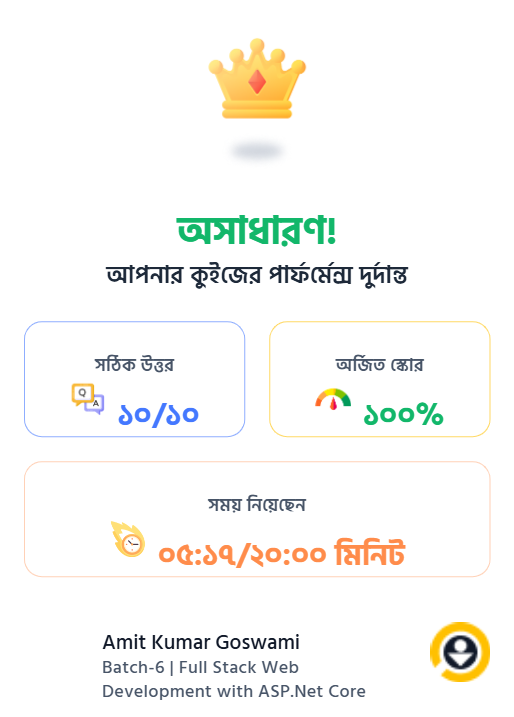 অসাধারণ!
আপনার কুইজের পার্ফর্মেন্স দুর্দান্ত
সঠিক উত্তর
Q
A
১০/১০
অর্জিত স্কোর
১০০%
সময় নিয়েছেন
০৫:১৭/২০:০০ মিনিট
Amit Kumar Goswami
Batch-6 | Full Stack Web
Development with ASP.Net Core